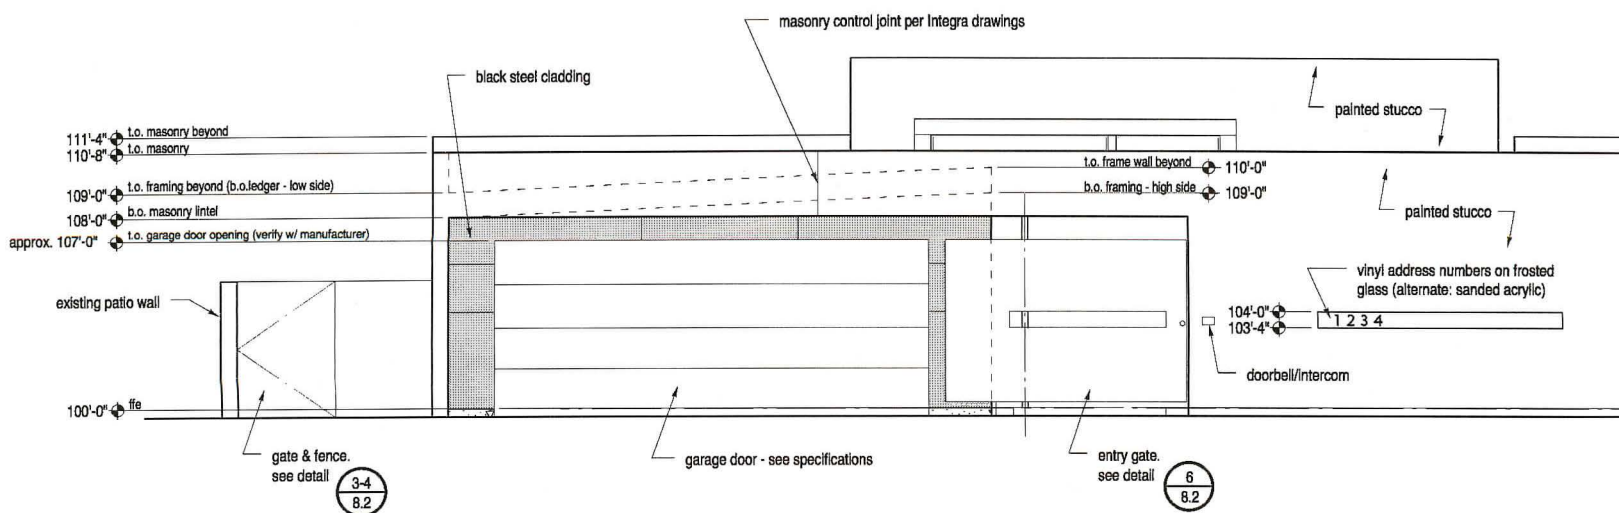 masonry control joint per Integra drawings
black steel cladding
painted stucco
111'-4" t.o. masonry beyond
110'-8" t.o. masonry
t.o. frame wall beyond 110'-0"
109'-0" t.o. framing beyond (b.o.ledger - low side)
b.o. framing - high side 109'-0"
108'-0" b.o. masonry lintel
painted stucco
approx. 107'-0" t.o. garage door opening (verify w/ manufacturer)
vinyl address numbers on frosted
glass (alternate: sanded acrylic)
existing patio wall
104'-0"
1 2 3 4
103'-4"
doorbell/intercom
100'-0" ffe
gate & fence.
see detail
3-4
8.2
garage door - see specifications
entry gate.
see detail
6
8.2